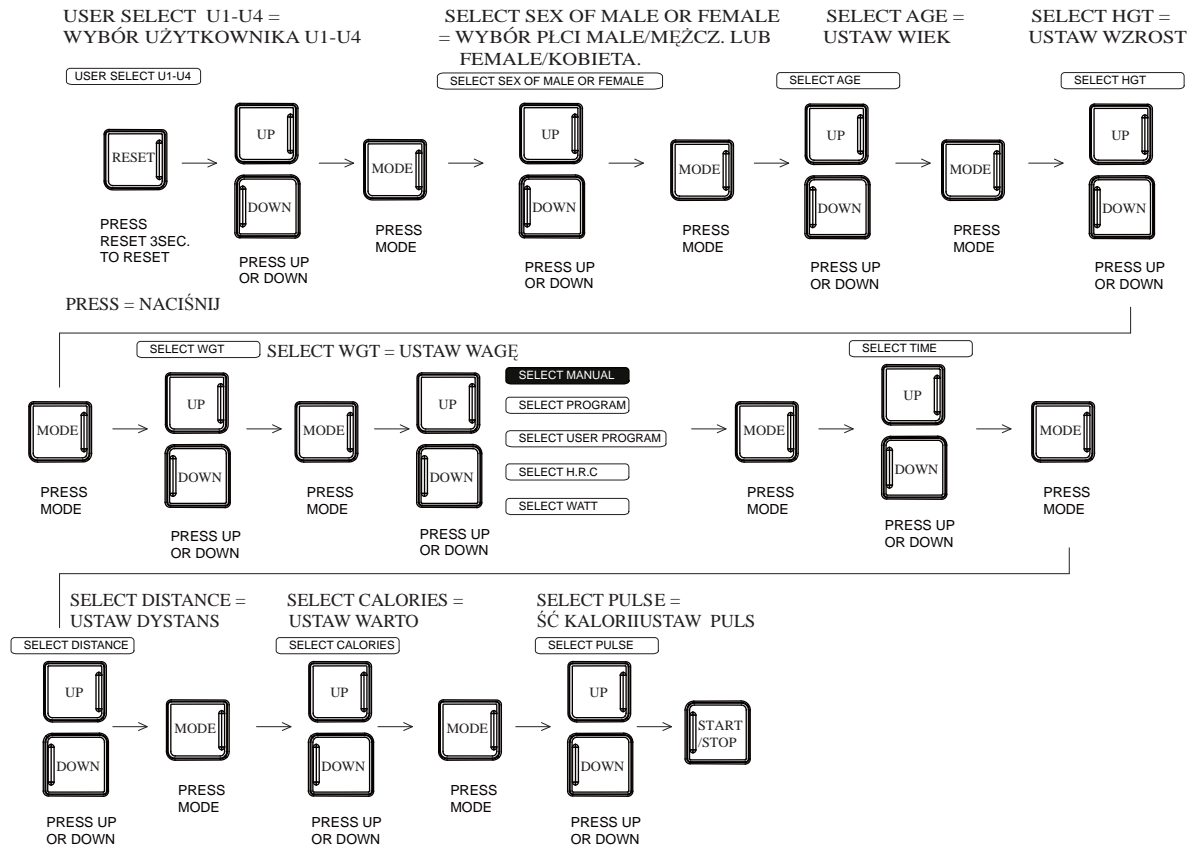 USER SELECT U1-U4 =
WYBÓR UŻYTKOWNIKA U1-U4
SELECT SEX OF MALE OR FEMALE
= WYBÓR PŁCI MALE/MĘŻCZ. LUB
FEMALE/KOBIETA.
SELECT AGE =
USTAW WIEK
SELECT HGT =
USTAW WZROST
USER SELECT U1-U4
SELECT SEX OF MALE OR FEMALE
SELECT AGE
SELECT HGT
RESET
UP
DOWN
MODE
UP
DOWN
MODE
UP
DOWN
MODE
UP
DOWN
PRESS
RESET 3SEC.
TO RESET
PRESS UP
OR DOWN
PRESS
MODE
PRESS UP
OR DOWN
PRESS
MODE
PRESS UP
OR DOWN
PRESS
MODE
PRESS UP
OR DOWN
PRESS = NACIŚNIJ
SELECT WGT
SELECT WGT = USTAW WAGĘ
SELECT TIME
MODE
UP
DOWN
MODE
UP
DOWN
SELECT MANUAL
SELECT PROGRAM
SELECT USER PROGRAM
SELECT H.R.C
SELECT WATT
MODE
UP
DOWN
MODE
PRESS
MODE
PRESS UP
OR DOWN
PRESS
MODE
PRESS UP
OR DOWN
PRESS
MODE
PRESS UP
OR DOWN
PRESS
MODE
SELECT DISTANCE =
USTAW DYSTANS
SELECT CALORIES =
USTAW WARTO
SELECT PULSE =
ŚĆ KALORIIUSTAW PULS
SELECT DISTANCE
SELECT CALORIES
SELECT PULSE
UP
DOWN
MODE
UP
DOWN
MODE
UP
DOWN
START
/STOP
PRESS UP
OR DOWN
PRESS
MODE
PRESS UP
OR DOWN
PRESS
MODE
PRESS UP
OR DOWN